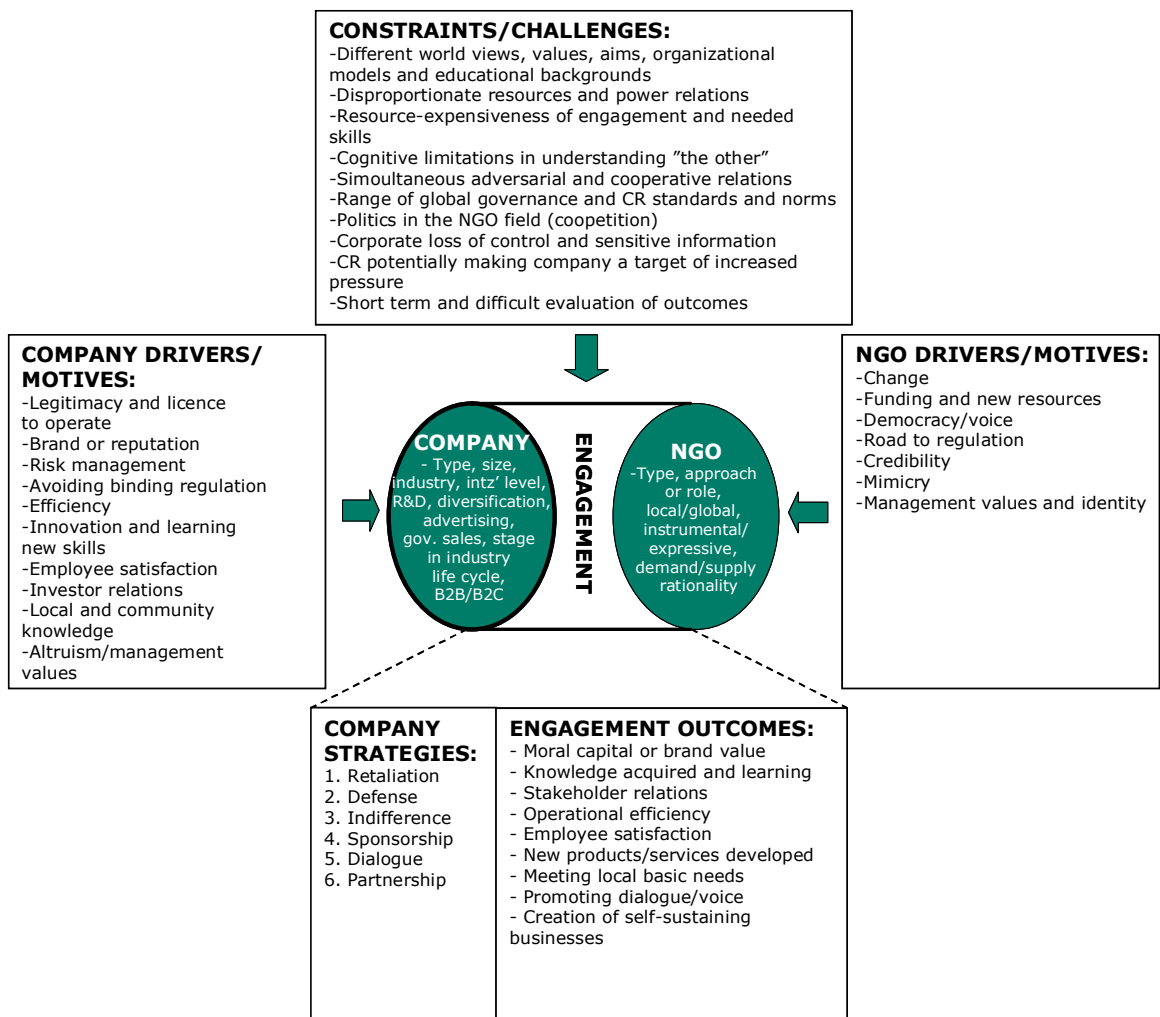 CONSTRAINTS/CHALLENGES:
-Different world views, values, aims, organizational
models and educational backgrounds
-Disproportionate resources and power relations
-Resource-expensiveness of engagement and needed
skills
-Cognitive limitations in understanding ”the other”
-Simoultaneous adversarial and cooperative relations
-Range of global governance and CR standards and norms
-Politics in the NGO field (coopetition)
-Corporate loss of control and sensitive information
-CR potentially making company a target of increased
pressure
-Short term and difficult evaluation of outcomes
COMPANY DRIVERS/
MOTIVES:
-Legitimacy and licence
to operate
-Brand or reputation
-Risk management
-Avoiding binding regulation
-Efficiency
-Innovation and learning
new skills
-Employee satisfaction
-Investor relations
-Local and community
knowledge
-Altruism/management
values
COMPANY
- Type, size,
industry, intz’ level,
R&D, diversification,
advertising,
gov. sales, stage
in industry
life cycle,
B2B/B2C
ENGAGEMENT
NGO
-Type, approach
or role,
local/global,
instrumental/
expressive,
demand/supply
rationality
NGO DRIVERS/MOTIVES:
-Change
-Funding and new resources
-Democracy/voice
-Road to regulation
-Credibility
-Mimicry
-Management values and identity
COMPANY
STRATEGIES:
1. Retaliation
2. Defense
3. Indifference
4. Sponsorship
5. Dialogue
6. Partnership
ENGAGEMENT OUTCOMES:
- Moral capital or brand value
- Knowledge acquired and learning
- Stakeholder relations
- Operational efficiency
- Employee satisfaction
- New products/services developed
- Meeting local basic needs
- Promoting dialogue/voice
- Creation of self-sustaining
businesses